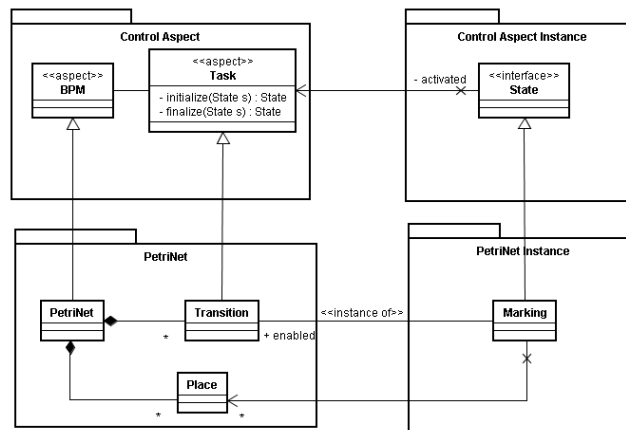 Control Aspect
Control Aspect Instance
<<aspect>>
BPM
<<aspect>>
Task
- initialize(State s) : State
- finalize(State s) : State
- activated
<<interface>>
State
PetriNet
PetriNet Instance
PetriNet
*
Transition
+ enabled
<<instance of>>
Marking
Place
*
*